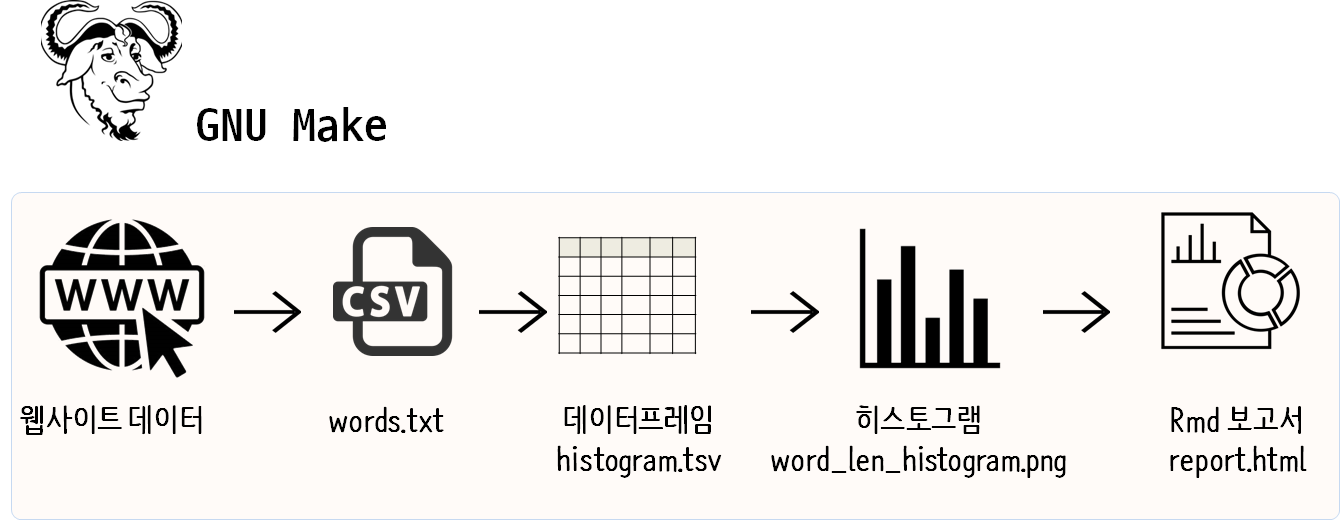 GNU Make
WWW
CSV
웹사이트 데이터
words.txt
데이터프레임
histogram.tsv
히스토그램
word_len_histogram.png
Rmd 보고서
report.html